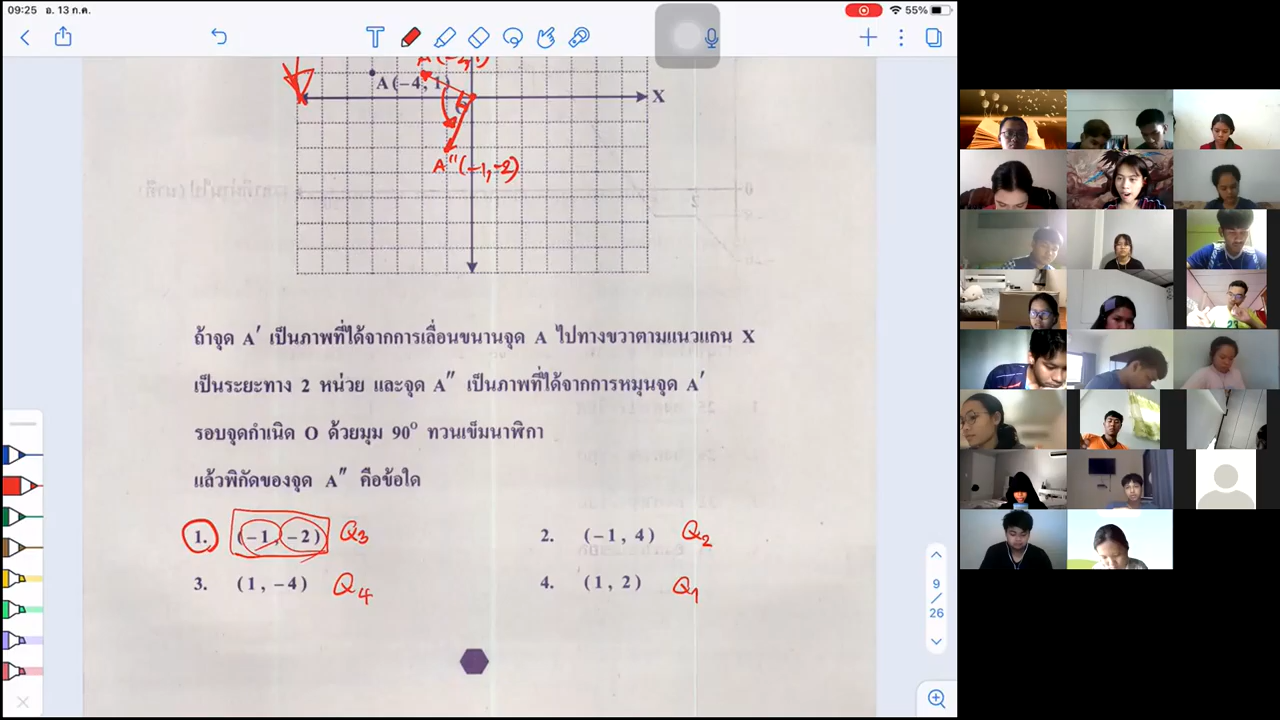 09:25 อ. 13 ก.ค.
55%
T
A(-4, 1)
X
A"(-1,-2)
ถ้าจุด A′ เป็นภาพที่ได้จากการเลื่อนขนานจุด A ไปทางขวาตามแนวแกน X
เป็นระยะทาง 2 หน่วย และจุด A″ เป็นภาพที่ได้จากการหมุนจุด A′
รอบจุดกำเนิด O ด้วยมุม 90° ทวนเข็มนาฬิกา
แล้วพิกัดของจุด A″ คือข้อใด
1. (-1, -2) Q3 2. (-1, 4) Q2
3. (1, -4) Q4 4. (1, 2) Q1
9
/
26